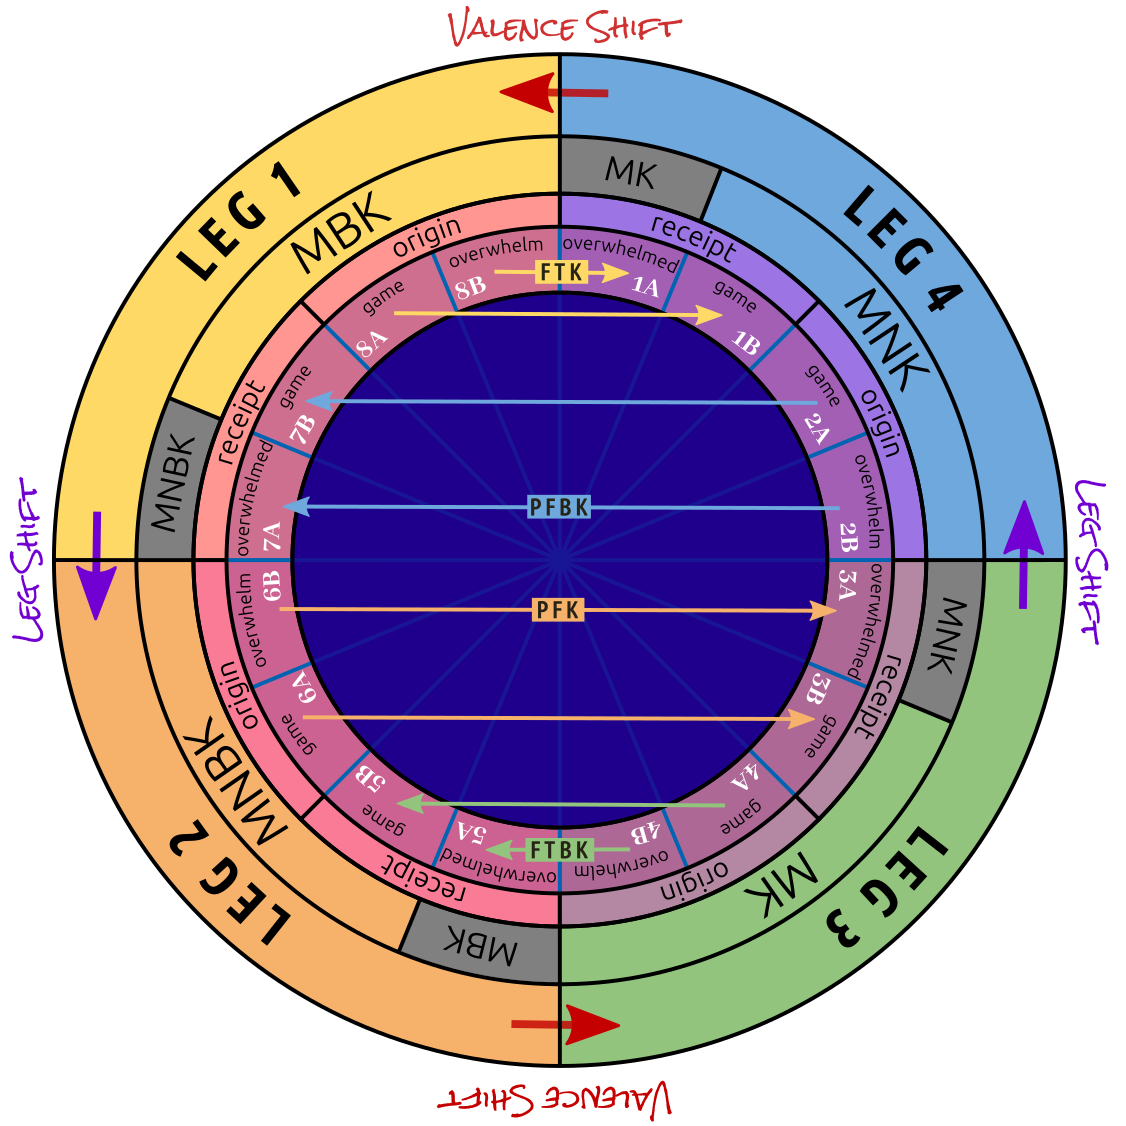 VALENCE SHIFT
LEG 1
LEG 4
MBK
MK
MNK
origin
receipt
overwhelm
overwhelmed
8B
FTK
1A
game
game
8A
1B
receipt
origin
game
game
7B
2A
MNBK
overwhelmed
overwhelm
7A
PFBK
2B
LEG SHIFT
LEG SHIFT
6B
3A
overwhelm
overwhelmed
PFK
MNK
origin
receipt
6A
3B
game
game
MNBK
5B
4A
game
game
5A
FTBK
4B
overwhelmed
overwhelm
receipt
origin
MBK
MK
LEG 2
LEG 3
VALENCE SHIFT